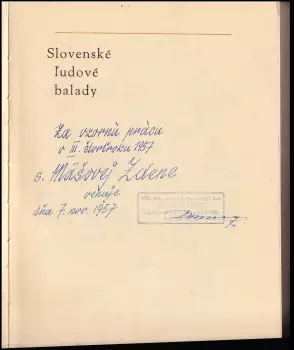 Slovenské
ľudové
balady
Za vzornú prácu
v III. štvrťroku 1957
s. Mášovej Zdene
venuje
dňa 7. nov. 1957